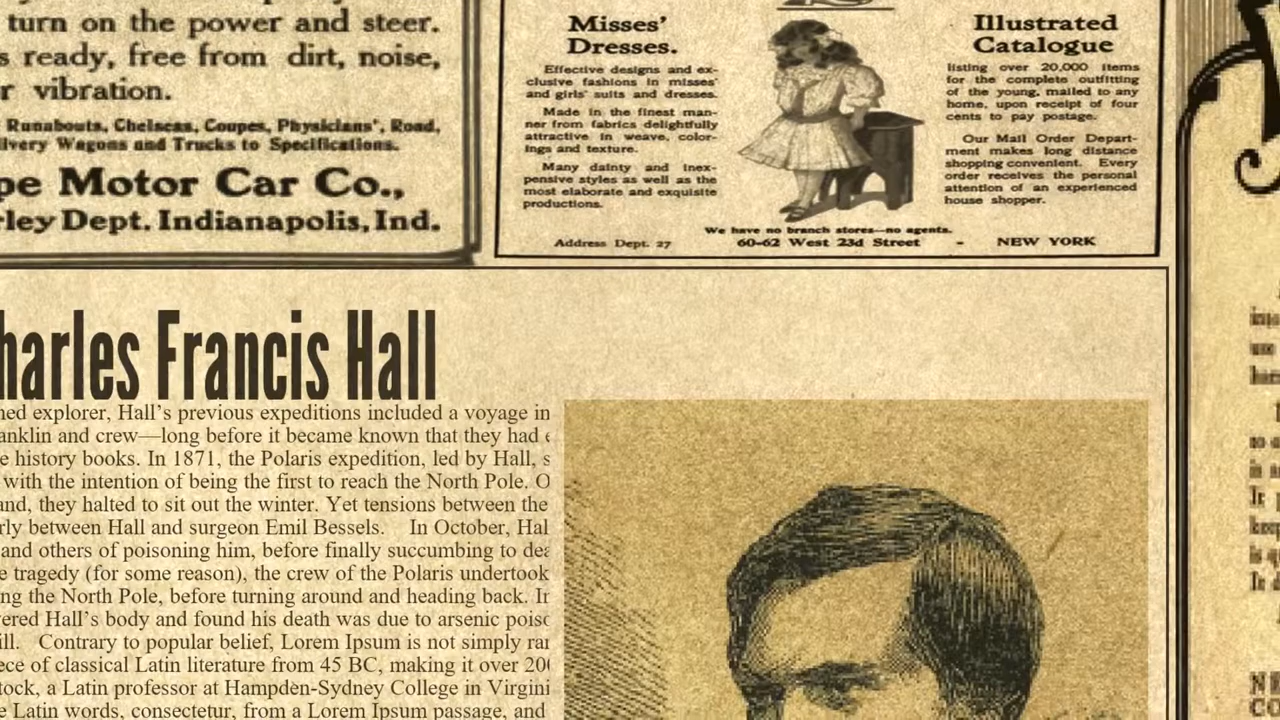 turn on the power and steer.
ready, free from dirt, noise,
vibration.
Runabouts, Chelseas, Coupes, Physicians', Road,
Wagons and Trucks to Specifications.
Motor Car Co.,
Dept. Indianapolis, Ind.
Misses'
Dresses.
Effective designs and ex-
clusive fashions in misses'
and girls' suits and dresses.
Made in the finest man-
ner from fabrics delightfully
attractive in weave, color-
ings and texture.
Many dainty and inex-
pensive styles as well as the
most elaborate and exquisite
productions.
Illustrated
Catalogue
listing over 20,000 items
for the complete outfitting
of the young, mailed to any
home, upon receipt of four
cents to pay postage.
Our Mail Order Depart-
ment makes long distance
shopping convenient. Every
order receives the personal
attention of an experienced
house shopper.
We have no branch stores—no agents.
Address Dept. 27 60-62 West 23d Street - NEW YORK
harles Francis Hall
ned explorer, Hall's previous expeditions included a voyage in
anklin and crew—long before it became known that they had
e history books. In 1871, the Polaris expedition, led by Hall, s
with the intention of being the first to reach the North Pole. O
and, they halted to sit out the winter. Yet tensions between the
rly between Hall and surgeon Emil Bessels. In October, Hal
and others of poisoning him, before finally succumbing to dea
e tragedy (for some reason), the crew of the Polaris undertook
ng the North Pole, before turning around and heading back. In
vered Hall's body and found his death was due to arsenic poiso
ill. Contrary to popular belief, Lorem Ipsum is not simply ran
ece of classical Latin literature from 45 BC, making it over 200
tock, a Latin professor at Hampden-Sydney College in Virgini
e Latin words, consectetur, from a Lorem Ipsum passage, and